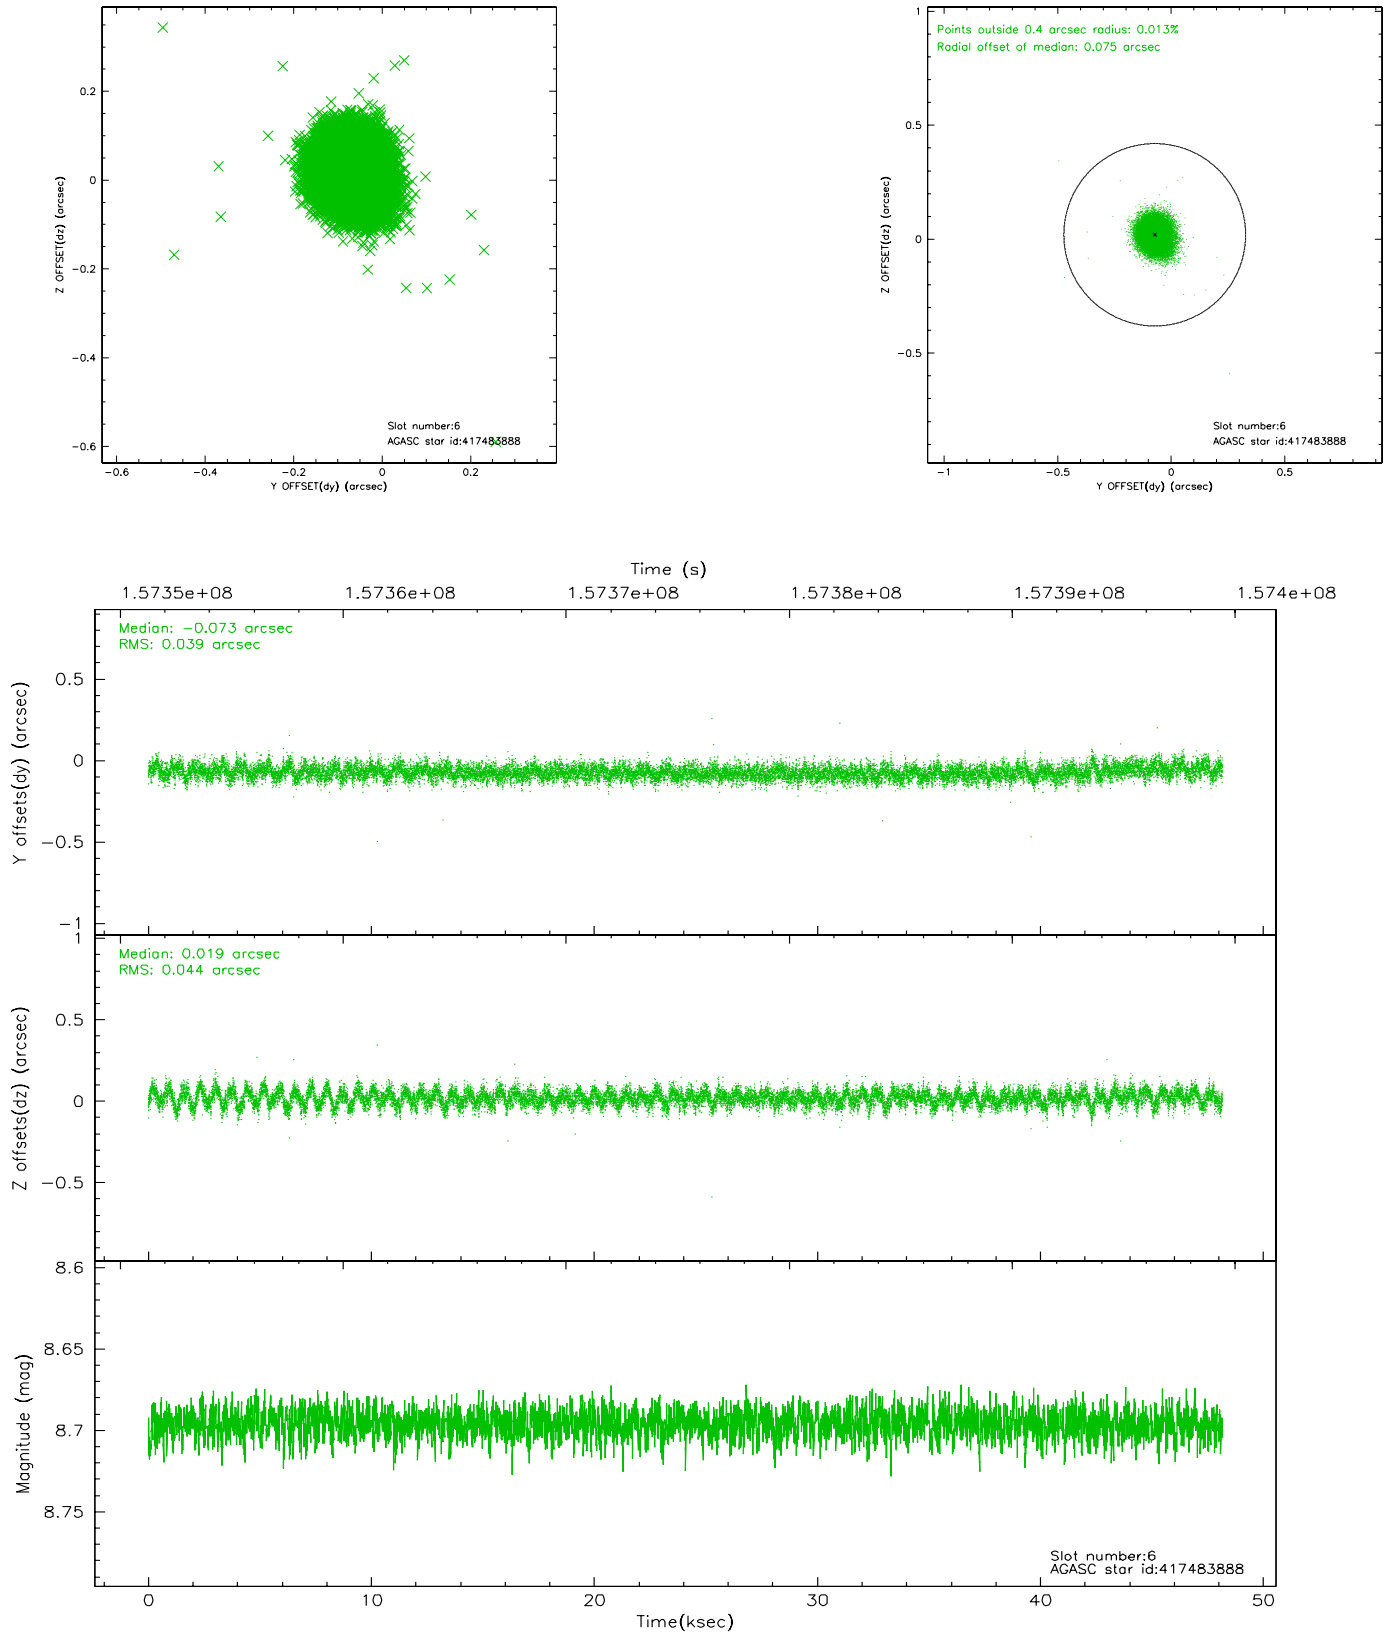 0.2
0
-0.2
-0.4
-0.6
Z OFFSET(dz) (arcsec)
Slot number:6
AGASC star id:417483888
-0.6 -0.4 -0.2 0 0.2
Y OFFSET(dy) (arcsec)
1
0.5
0
-0.5
Z OFFSET(dz) (arcsec)
Points outside 0.4 arcsec radius: 0.013%
Radial offset of median: 0.075 arcsec
Slot number:6
AGASC star id:417483888
-1 -0.5 0 0.5
Y OFFSET(dy) (arcsec)
Time (s)
1.5735e+08 1.5736e+08 1.5737e+08 1.5738e+08 1.5739e+08 1.574e+08
Median: -0.073 arcsec
RMS: 0.039 arcsec
0.5
0
-0.5
-1
Y offsets(dy) (arcsec)
Median: 0.019 arcsec
RMS: 0.044 arcsec
1
0.5
0
-0.5
Z offsets(dz) (arcsec)
8.6
8.65
8.7
8.75
Magnitude (mag)
Slot number:6
AGASC star id:417483888
0 10 20 30 40 50
Time(ksec)